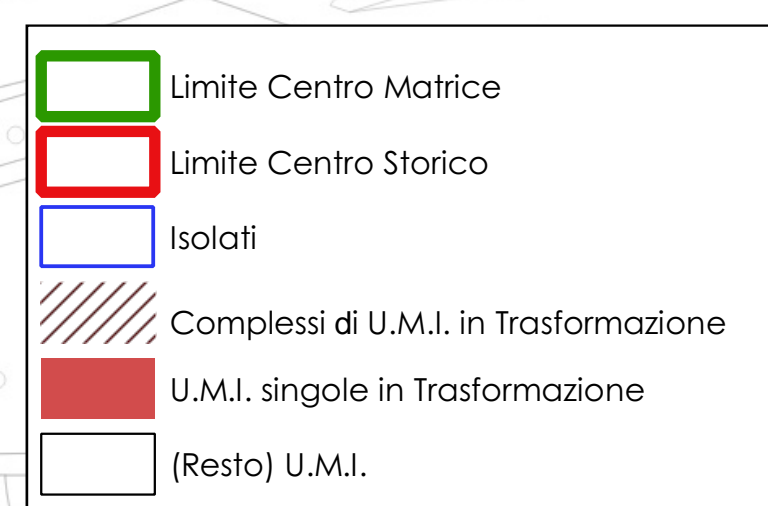 Limite Centro Matrice
Limite Centro Storico
Isolati
Complessi di U.M.I. in Trasformazione
U.M.I. singole in Trasformazione
(Resto) U.M.I.